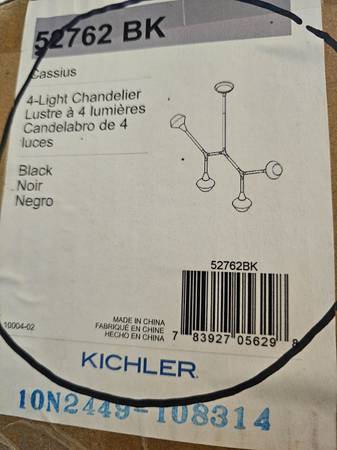 52762 BK
Cassius
4-Light Chandelier
Lustre à 4 lumières
Candelabro de 4
luces
Black
Noir
Negro
52762BK
MADE IN CHINA
FABRIQUÉ EN CHINE
HECHO EN CHINA
7 83927 05629 8
10004-02
KICHLER
10N2449-108314